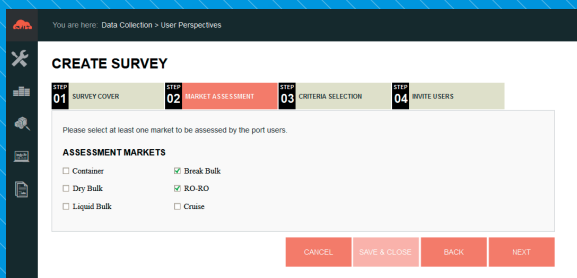 You are here: Data Collection > User Perspectives
CREATE SURVEY
STEP 01 SURVEY COVER
STEP 02 MARKET ASSESSMENT
STEP 03 CRITERIA SELECTION
STEP 04 INVITE USERS
Please select at least one market to be assessed by the port users.
ASSESSMENT MARKETS
Container Break Bulk
Dry Bulk RO-RO
Liquid Bulk Cruise
CANCEL SAVE & CLOSE BACK NEXT